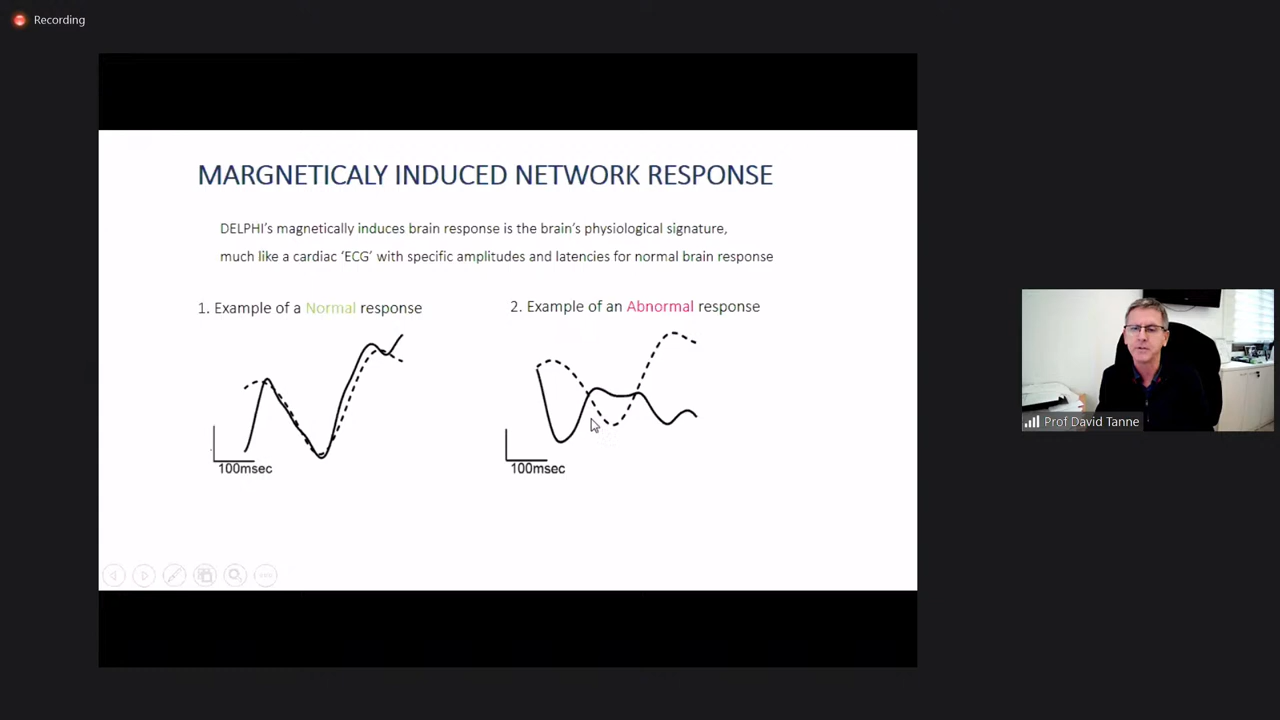 Recording
MARGNETICALY INDUCED NETWORK RESPONSE
DELPHI's magnetically induces brain response is the brain's physiological signature,
much like a cardiac 'ECG' with specific amplitudes and latencies for normal brain response
1. Example of a Normal response
2. Example of an Abnormal response
100msec
100msec
Prof David Tanne